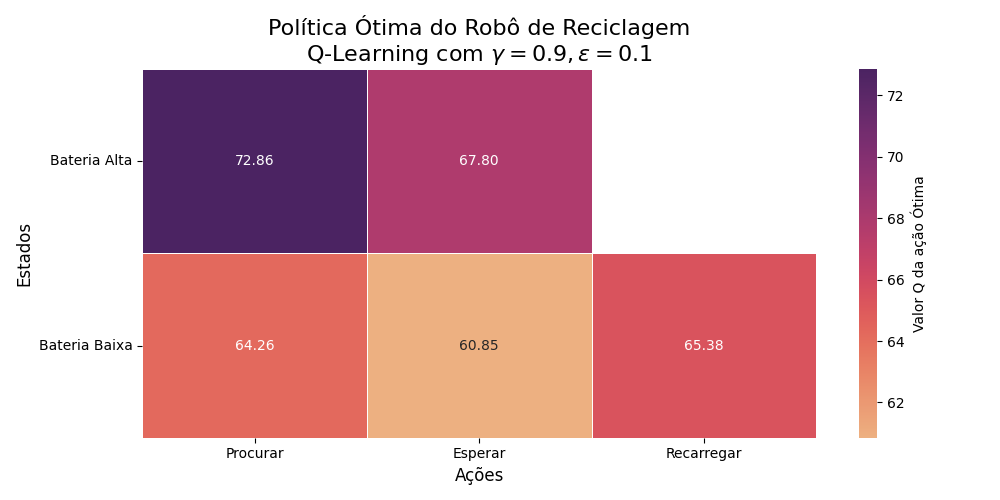 Política Ótima do Robô de Reciclagem
Q-Learning com γ = 0.9, ε = 0.1
Estados
Bateria Alta
72.86
67.80
Bateria Baixa
64.26
60.85
65.38
Procurar
Esperar
Recarregar
Ações
72
70
68
66
64
62
Valor Q da ação Ótima